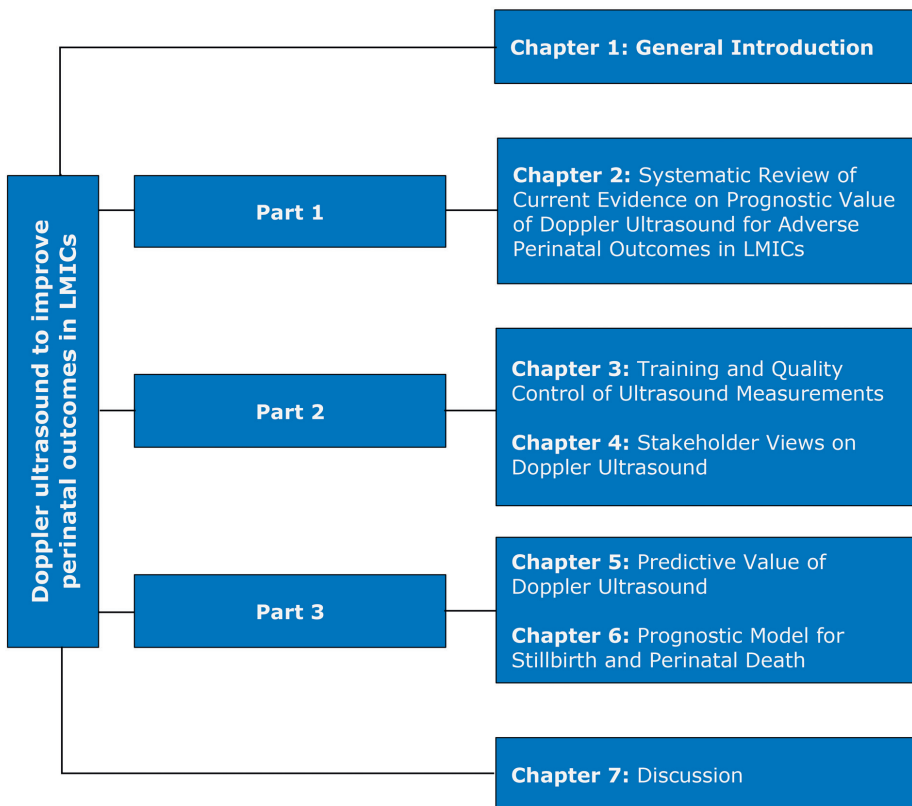 Doppler ultrasound to improve
perinatal outcomes in LMICs
Chapter 1: General Introduction
Part 1
Chapter 2: Systematic Review of
Current Evidence on Prognostic Value
of Doppler Ultrasound for Adverse
Perinatal Outcomes in LMICs
Part 2
Chapter 3: Training and Quality
Control of Ultrasound Measurements
Chapter 4: Stakeholder Views on
Doppler Ultrasound
Part 3
Chapter 5: Predictive Value of
Doppler Ultrasound
Chapter 6: Prognostic Model for
Stillbirth and Perinatal Death
Chapter 7: Discussion